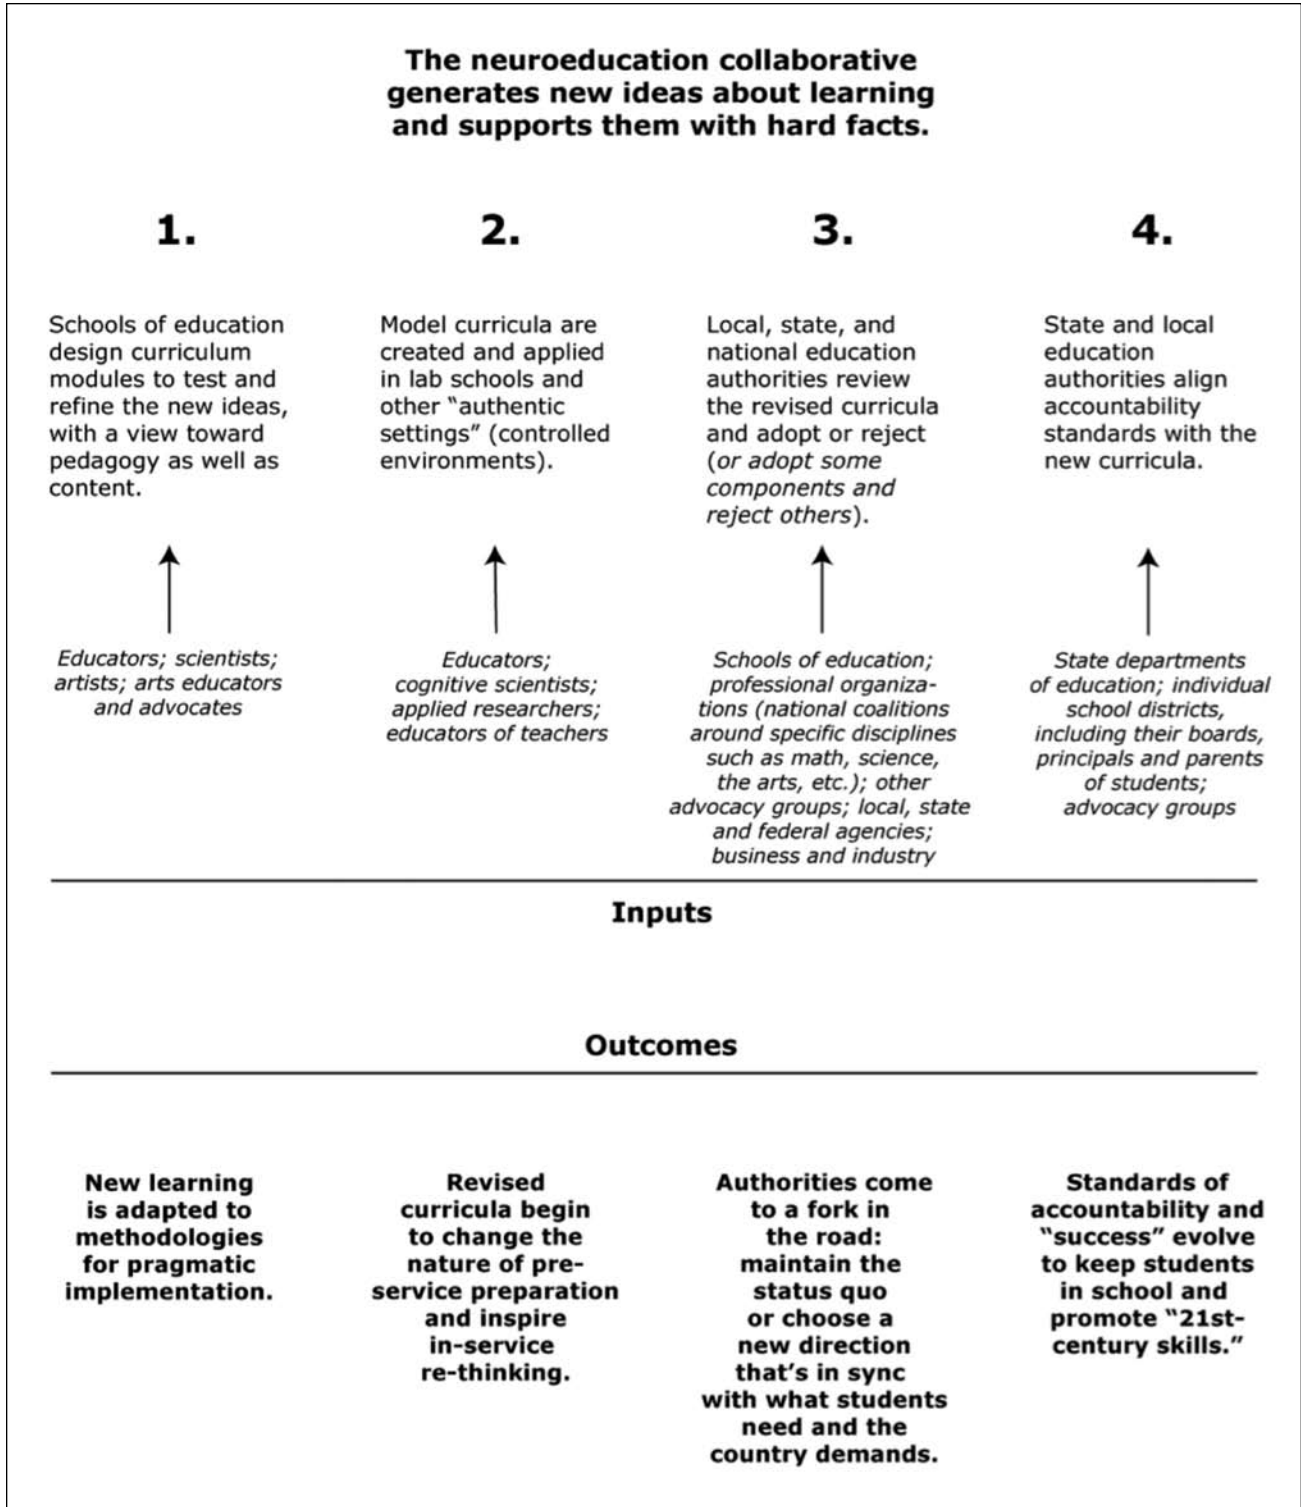 The neuroeducation collaborative
generates new ideas about learning
and supports them with hard facts.
1.
Schools of education
design curriculum
modules to test and
refine the new ideas,
with a view toward
pedagogy as well as
content.
Educators; scientists;
artists; arts educators
and advocates
2.
Model curricula are
created and applied
in lab schools and
other "authentic
settings" (controlled
environments).
Educators;
cognitive scientists;
applied researchers;
educators of teachers
3.
Local, state, and
national education
authorities review
the revised curricula
and adopt or reject
(or adopt some
components and
reject others).
Schools of education;
professional organiza-
tions (national coalitions
around specific disciplines
such as math, science,
the arts, etc.); other
advocacy groups; local, state
and federal agencies;
business and industry
4.
State and local
education
authorities align
accountability
standards with the
new curricula.
State departments
of education; individual
school districts,
including their boards,
principals and parents
of students;
advocacy groups
Inputs
Outcomes
New learning
is adapted to
methodologies
for pragmatic
implementation.
Revised
curricula begin
to change the
nature of pre-
service preparation
and inspire
in-service
re-thinking.
Authorities come
to a fork in
the road:
maintain the
status quo
or choose a
new direction
that's in sync
with what students
need and the
country demands.
Standards of
accountability and
"success" evolve
to keep students
in school and
promote "21st-
century skills."